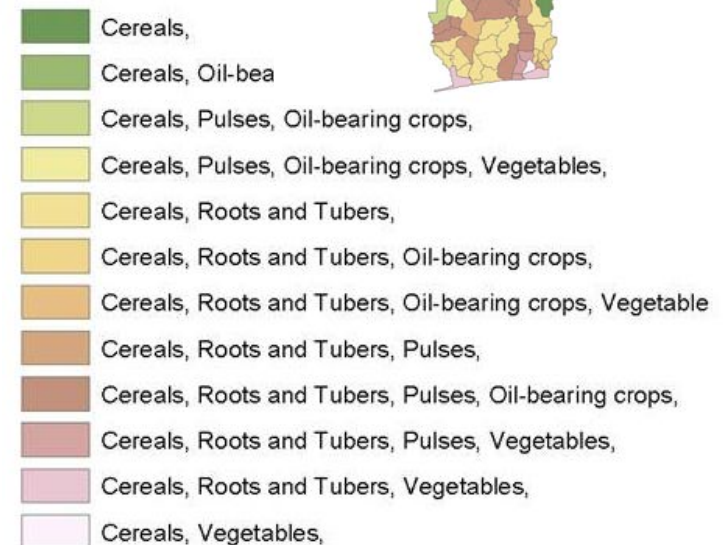 Cereals,
Cereals, Oil-bea
Cereals, Pulses, Oil-bearing crops,
Cereals, Pulses, Oil-bearing crops, Vegetables,
Cereals, Roots and Tubers,
Cereals, Roots and Tubers, Oil-bearing crops,
Cereals, Roots and Tubers, Oil-bearing crops, Vegetable
Cereals, Roots and Tubers, Pulses,
Cereals, Roots and Tubers, Pulses, Oil-bearing crops,
Cereals, Roots and Tubers, Pulses, Vegetables,
Cereals, Roots and Tubers, Vegetables,
Cereals, Vegetables,